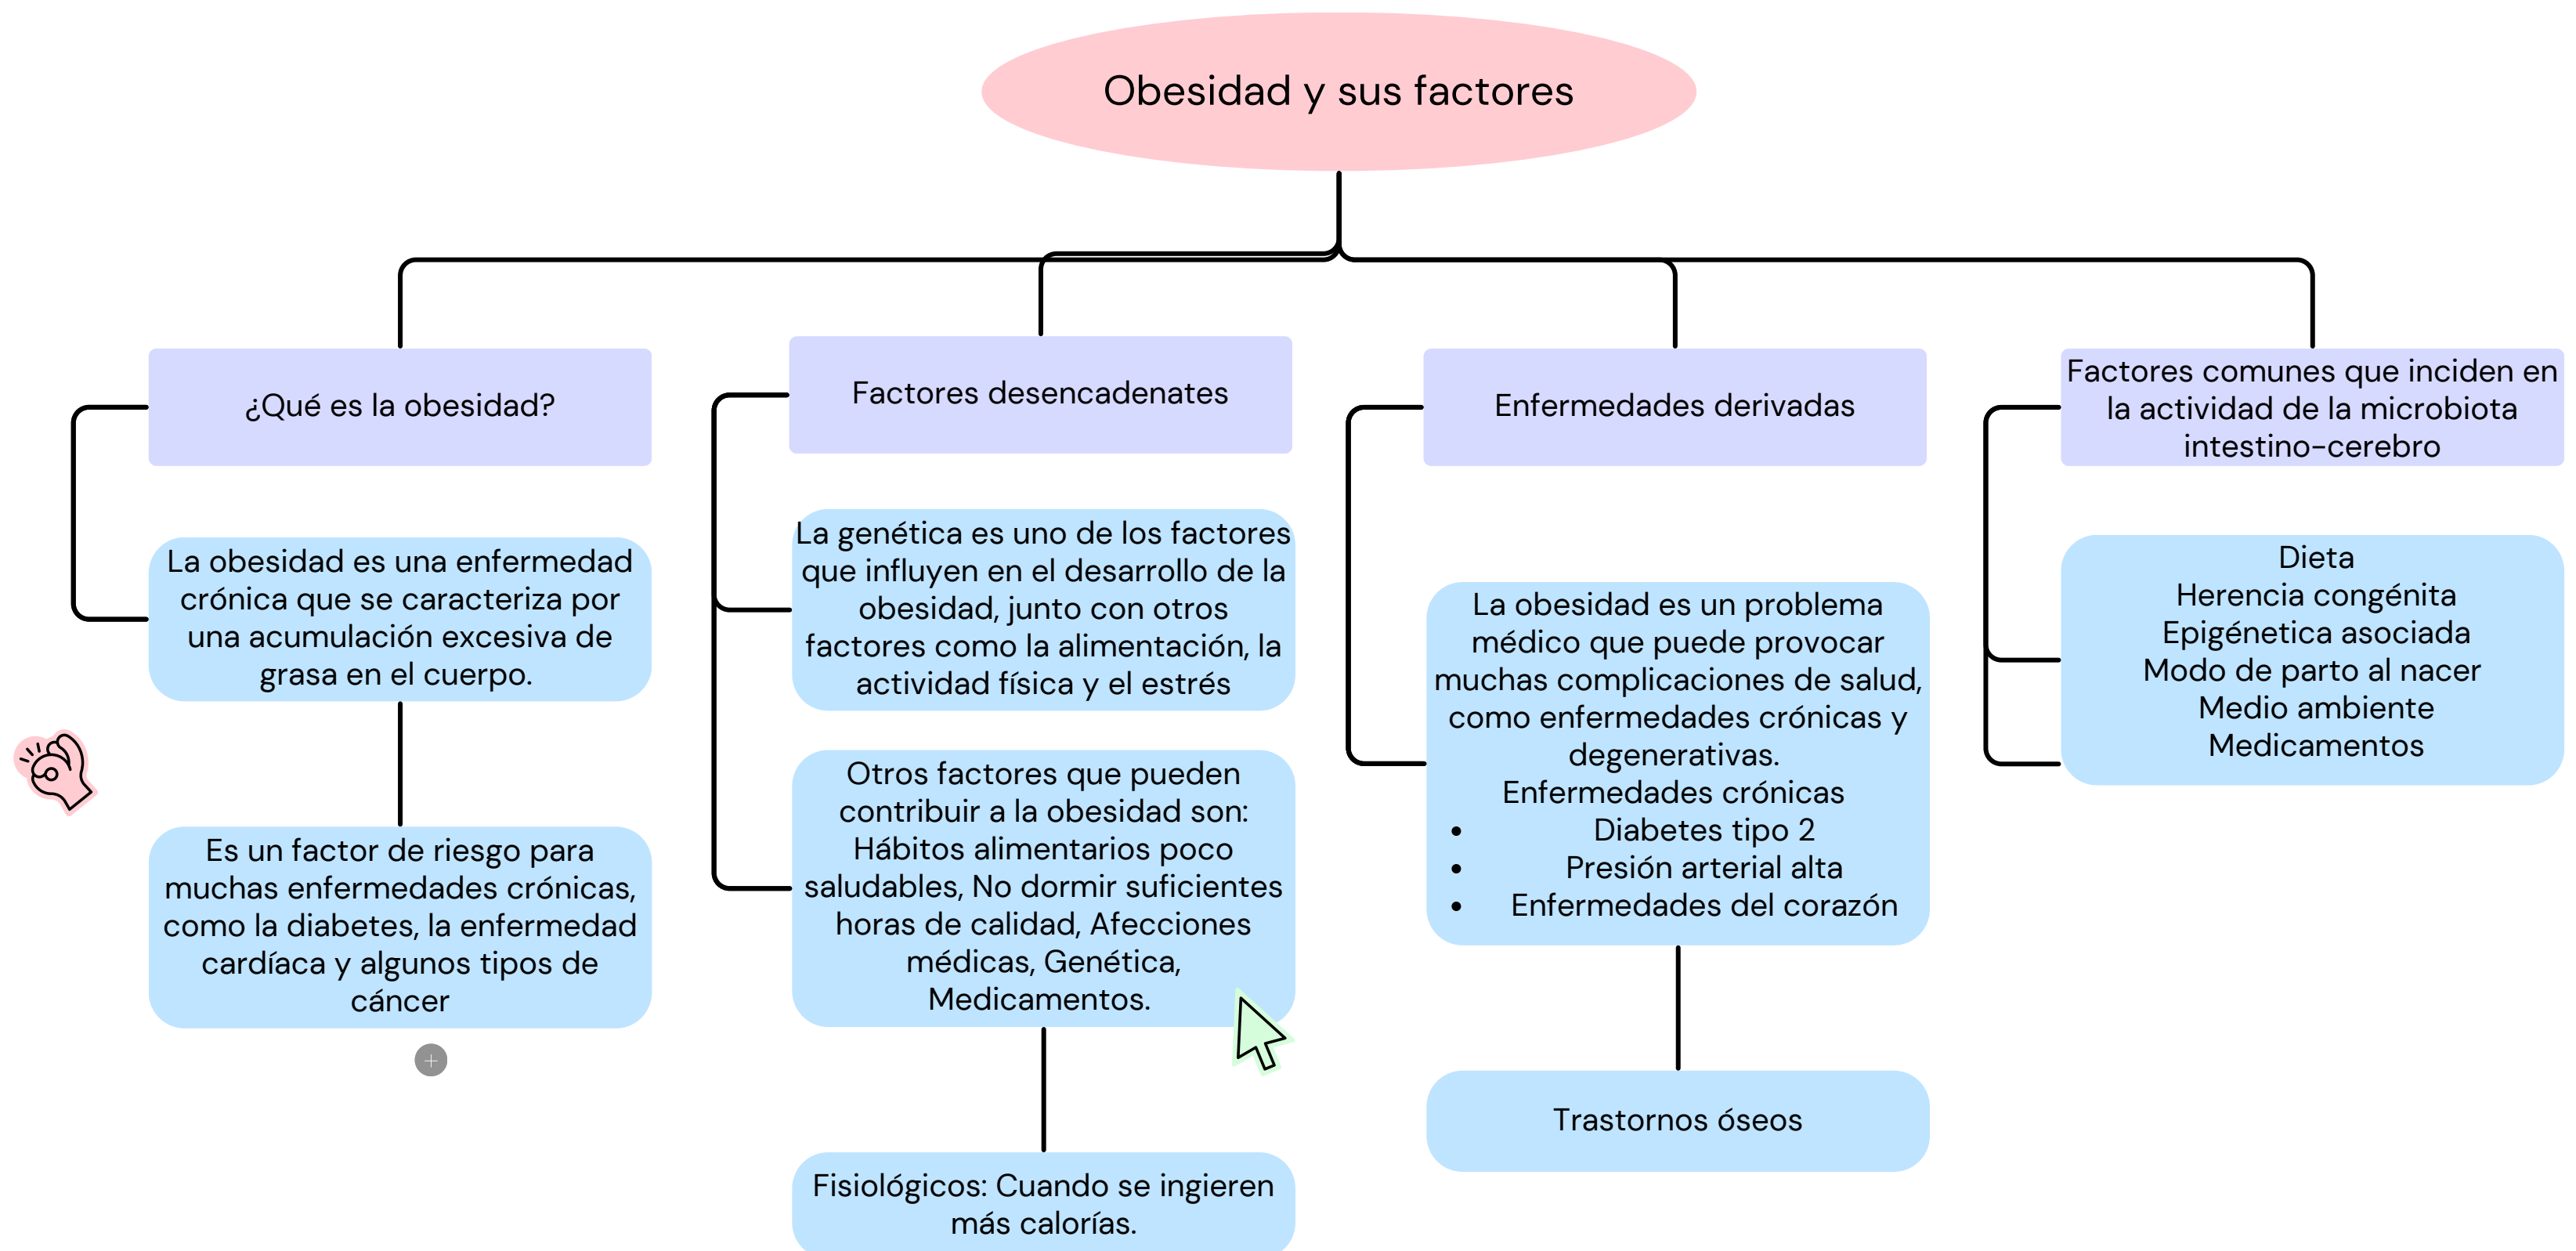 Obesidad y sus factores
¿Qué es la obesidad?
La obesidad es una enfermedad
crónica que se caracteriza por
una acumulación excesiva de
grasa en el cuerpo.
Es un factor de riesgo para
muchas enfermedades crónicas,
como la diabetes, la enfermedad
cardíaca y algunos tipos de
cáncer
Factores desencadenates
La genética es uno de los factores
que influyen en el desarrollo de la
obesidad, junto con otros
factores como la alimentación, la
actividad física y el estrés
Otros factores que pueden
contribuir a la obesidad son:
Hábitos alimentarios poco
saludables, No dormir suficientes
horas de calidad, Afecciones
médicas, Genética,
Medicamentos.
Fisiológicos: Cuando se ingieren
más calorías.
Enfermedades derivadas
La obesidad es un problema
médico que puede provocar
muchas complicaciones de salud,
como enfermedades crónicas y
degenerativas.
Enfermedades crónicas
• Diabetes tipo 2
• Presión arterial alta
• Enfermedades del corazón
Trastornos óseos
Factores comunes que inciden en
la actividad de la microbiota
intestino-cerebro
Dieta
Herencia congénita
Epigénetica asociada
Modo de parto al nacer
Medio ambiente
Medicamentos